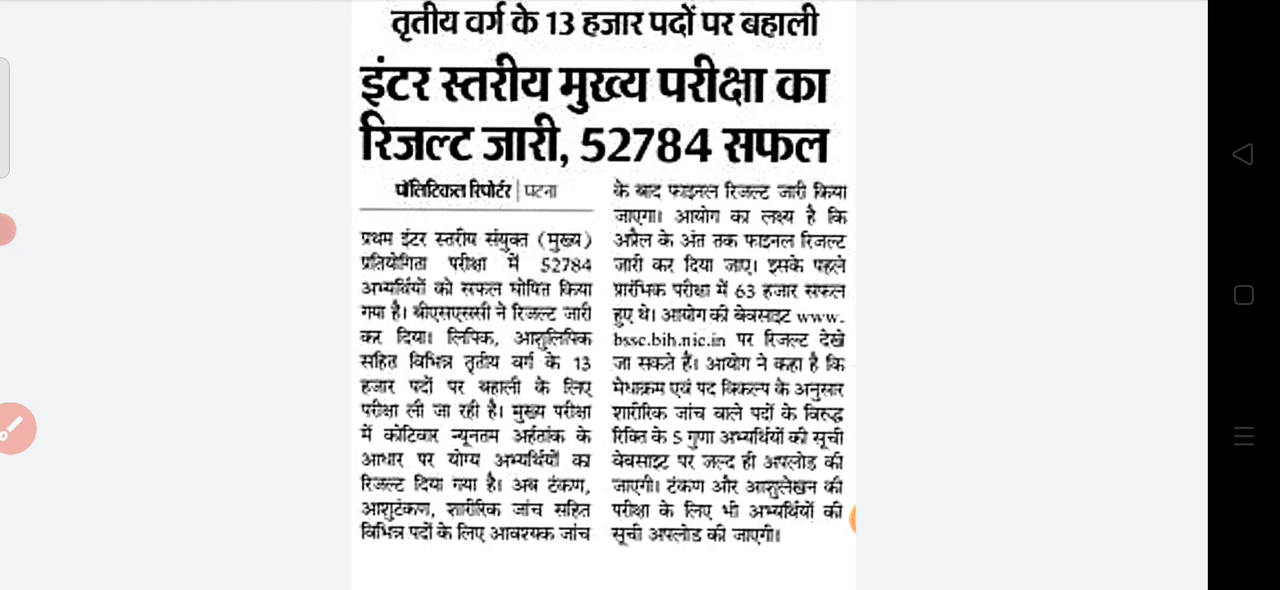 तृतीय वर्ग के 13 हजार पदों पर बहाली
इंटर स्तरीय मुख्य परीक्षा का
रिजल्ट जारी, 52784 सफल
पॉलिटिकल रिपोर्टर | पटना
प्रथम इंटर स्तरीय संयुक्त (मुख्य)
प्रतियोगिता परीक्षा में 52784
अभ्यर्थियों को सफल घोषित किया
गया है। बीएसएससी ने रिजल्ट जारी
कर दिया। लिपिक, आशुलिपिक
सहित विभिन्न तृतीय वर्ग के 13
हजार पदों पर बहाली के लिए
परीक्षा ली जा रही है। मुख्य परीक्षा
में कोटिवार न्यूनतम अर्हतांक के
आधार पर योग्य अभ्यर्थियों का
रिजल्ट दिया गया है। अब टंकण,
आशुटंकण, शारीरिक जांच सहित
विभिन्न पदों के लिए आवश्यक जांच
के बाद फाइनल रिजल्ट जारी किया
जाएगा। आयोग का लक्ष्य है कि
अप्रैल के अंत तक फाइनल रिजल्ट
जारी कर दिया जाए। इसके पहले
प्रारंभिक परीक्षा में 63 हजार सफल
हुए थे। आयोग की वेबसाइट www.
bssc.bih.nic.in पर रिजल्ट देखे
जा सकते हैं। आयोग ने कहा है कि
मेधाक्रम एवं पद विकल्प के अनुसार
शारीरिक जांच वाले पदों के विरुद्ध
रिक्ति के 5 गुणा अभ्यर्थियों की सूची
वेबसाइट पर जल्द ही अपलोड की
जाएगी। टंकण और आशुलेखन की
परीक्षा के लिए भी अभ्यर्थियों की
सूची अपलोड की जाएगी।